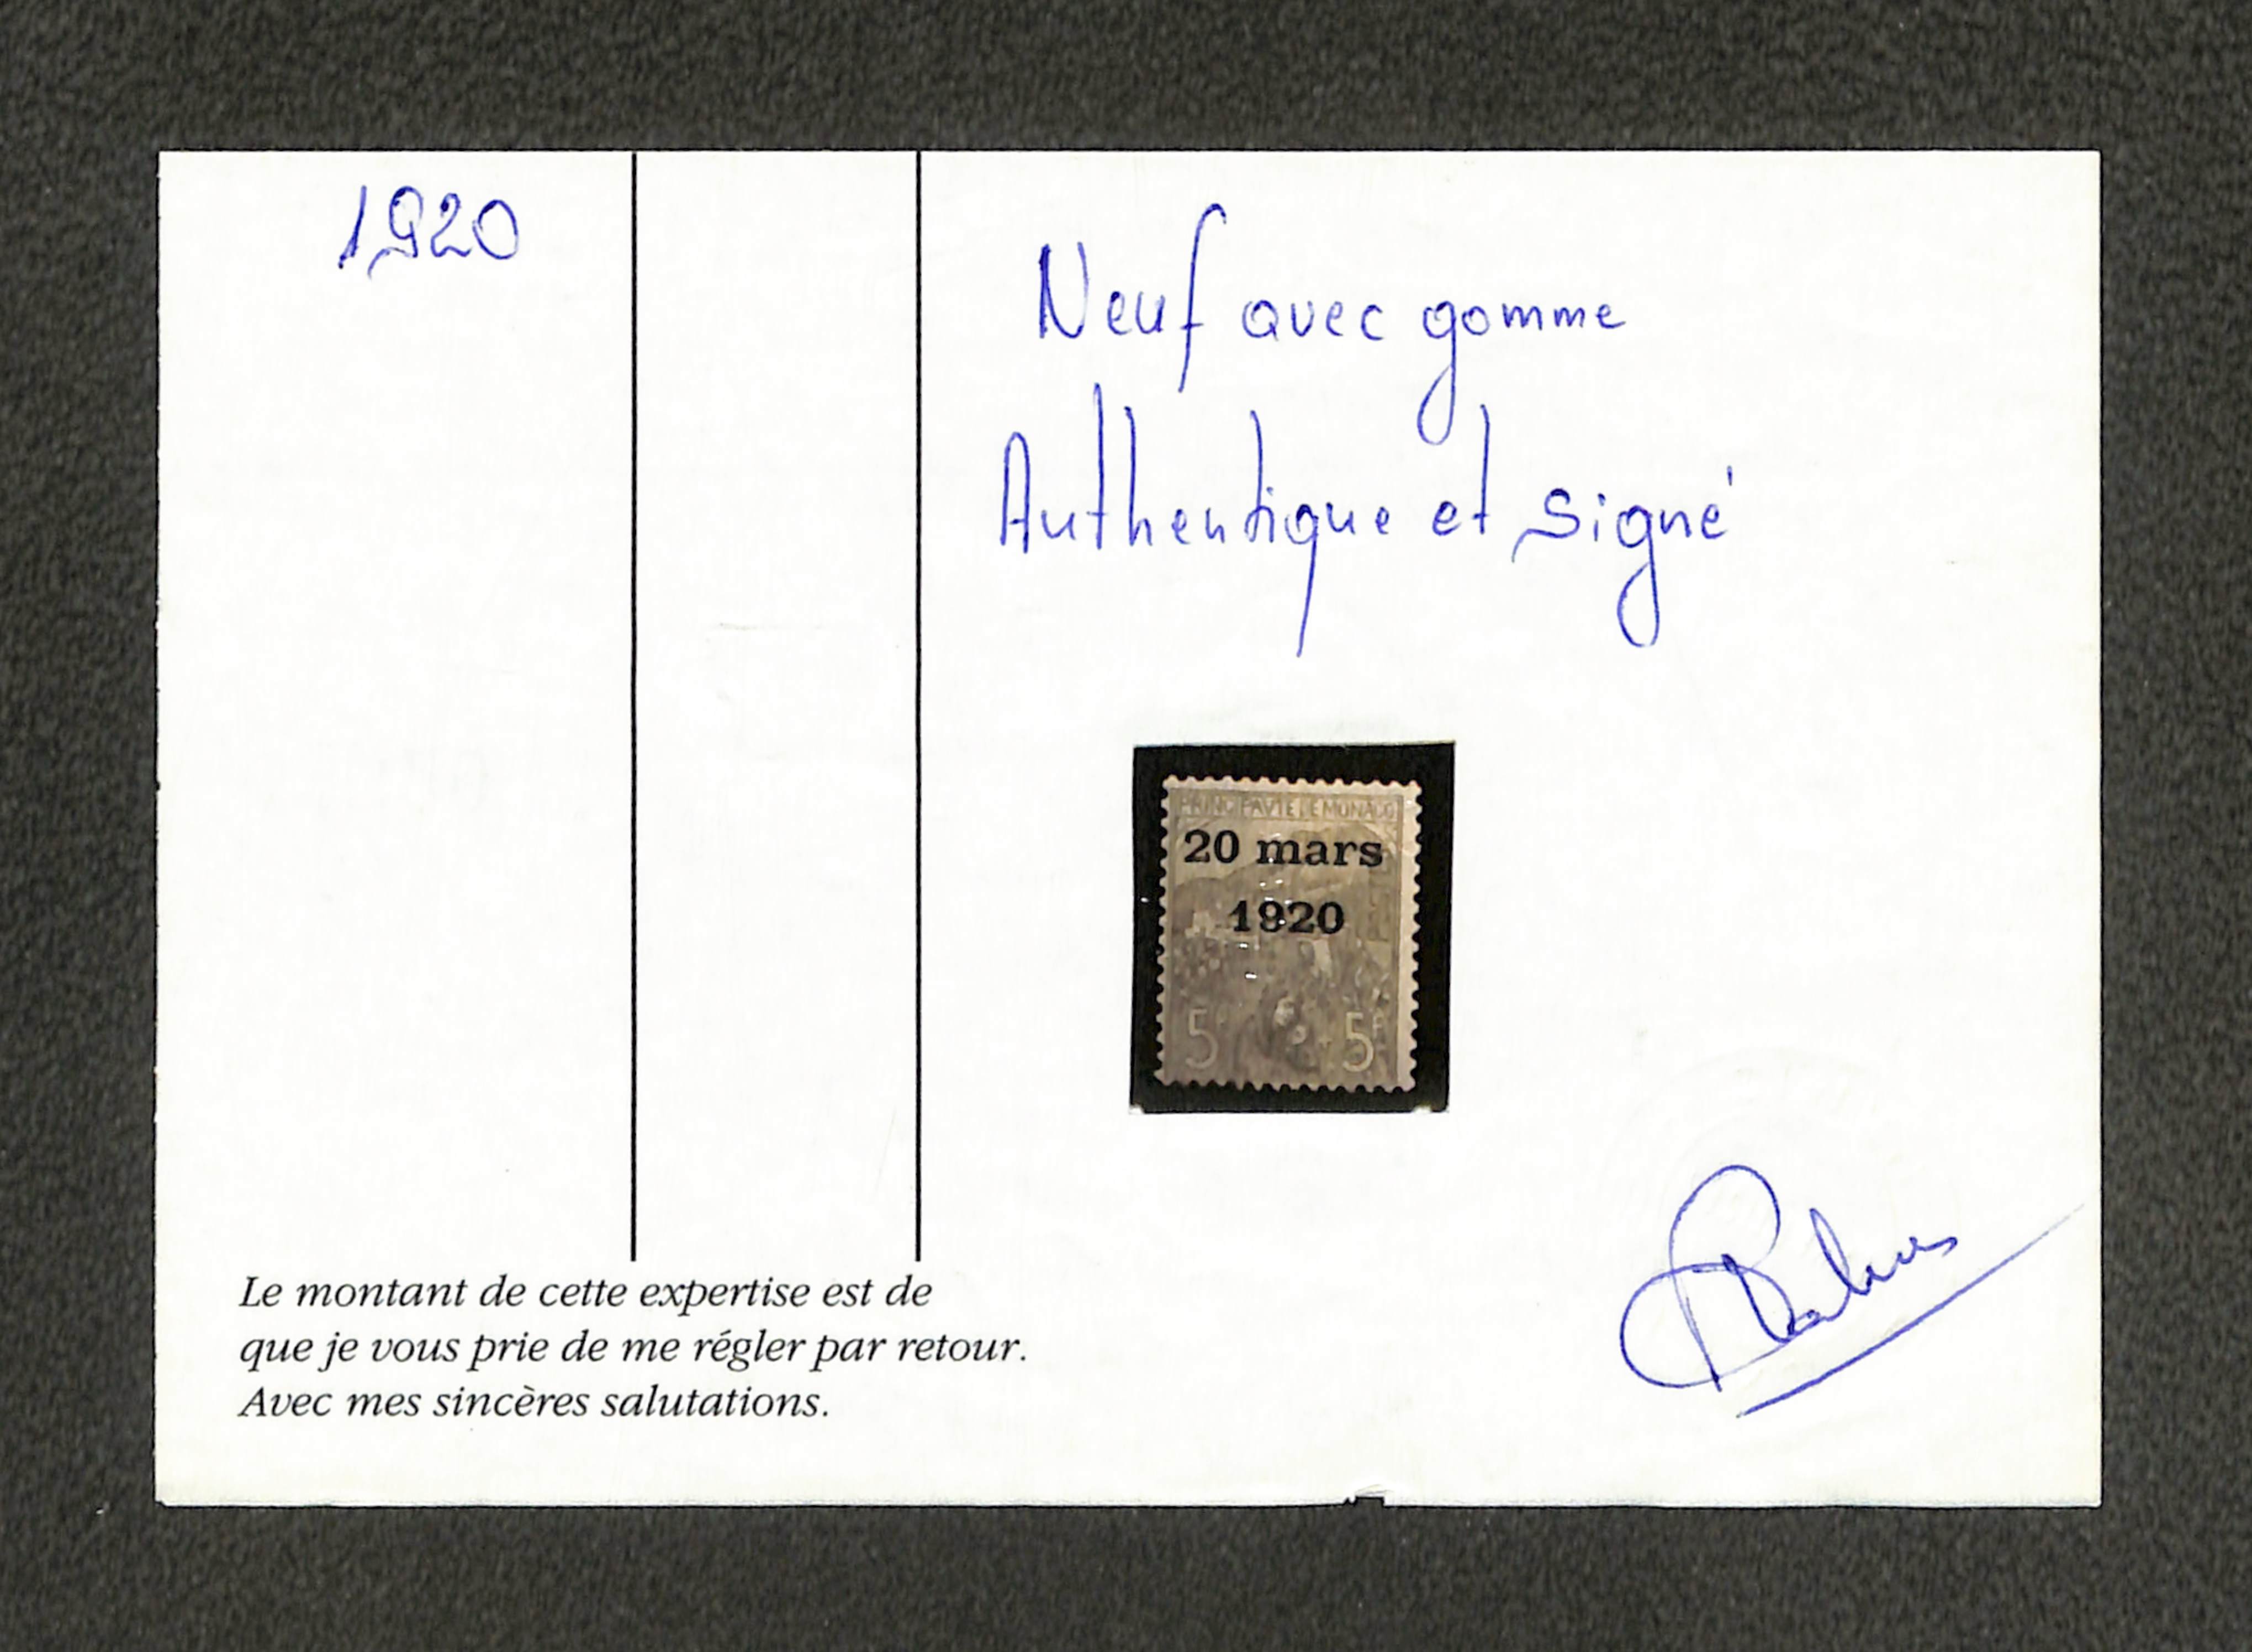 1920
Neuf avec gomme
Authentique et signé
PRINCIPAVTE DE MONACO
20 mars
1920
5 5F
Le montant de cette expertise est de
que je vous prie de me régler par retour.
Avec mes sincères salutations.